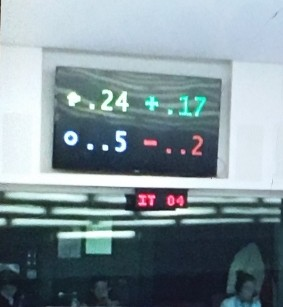 + . 24 + . 17
o . . 5 - . . 2
IT 04